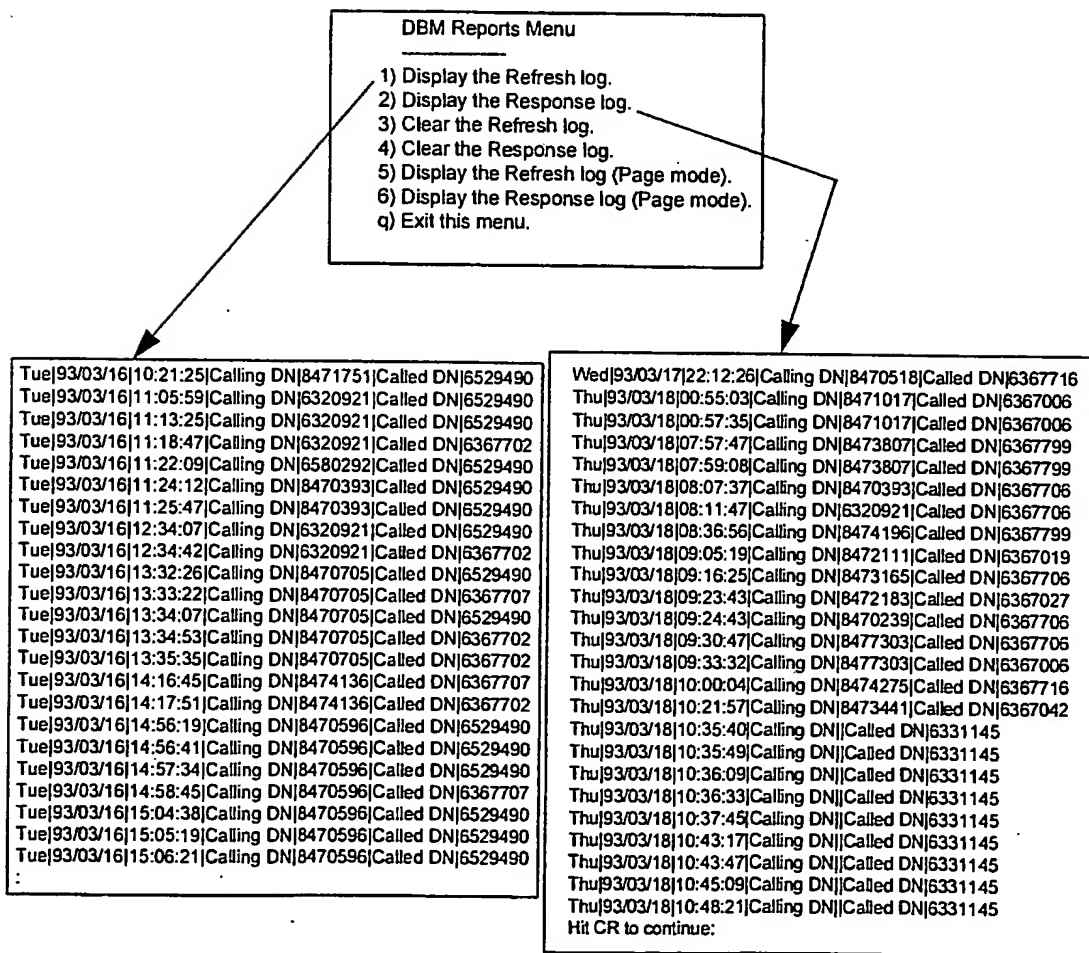 DBM Reports Menu
1) Display the Refresh log.
2) Display the Response log.
3) Clear the Refresh log.
4) Clear the Response log.
5) Display the Refresh log (Page mode).
6) Display the Response log (Page mode).
q) Exit this menu.
Tue|93/03/16|10:21:25|Calling DN|8471751|Called DN|6529490
Tue|93/03/16|11:05:59|Calling DN|6320921|Called DN|6529490
Tue|93/03/16|11:13:25|Calling DN|6320921|Called DN|6529490
Tue|93/03/16|11:18:47|Calling DN|6320921|Called DN|6367702
Tue|93/03/16|11:22:09|Calling DN|6580292|Called DN|6529490
Tue|93/03/16|11:24:12|Calling DN|8470393|Called DN|6529490
Tue|93/03/16|11:25:47|Calling DN|8470393|Called DN|6529490
Tue|93/03/16|12:34:07|Calling DN|6320921|Called DN|6529490
Tue|93/03/16|12:34:42|Calling DN|6320921|Called DN|6367702
Tue|93/03/16|13:32:26|Calling DN|8470705|Called DN|6529490
Tue|93/03/16|13:33:22|Calling DN|8470705|Called DN|6367707
Tue|93/03/16|13:34:07|Calling DN|8470705|Called DN|6529490
Tue|93/03/16|13:34:53|Calling DN|8470705|Called DN|6367702
Tue|93/03/16|13:35:35|Calling DN|8470705|Called DN|6367702
Tue|93/03/16|14:16:45|Calling DN|8474136|Called DN|6367707
Tue|93/03/16|14:17:51|Calling DN|8474136|Called DN|6367702
Tue|93/03/16|14:56:19|Calling DN|8470596|Called DN|6529490
Tue|93/03/16|14:56:41|Calling DN|8470596|Called DN|6529490
Tue|93/03/16|14:57:34|Calling DN|8470596|Called DN|6529490
Tue|93/03/16|14:58:45|Calling DN|8470596|Called DN|6367707
Tue|93/03/16|15:04:38|Calling DN|8470596|Called DN|6529490
Tue|93/03/16|15:05:19|Calling DN|8470596|Called DN|6529490
Tue|93/03/16|15:06:21|Calling DN|8470596|Called DN|6529490
:
Wed|93/03/17|22:12:26|Calling DN|8470518|Called DN|6367716
Thu|93/03/18|00:55:03|Calling DN|8471017|Called DN|6367006
Thu|93/03/18|00:57:35|Calling DN|8471017|Called DN|6367006
Thu|93/03/18|07:57:47|Calling DN|8473807|Called DN|6367799
Thu|93/03/18|07:59:08|Calling DN|8473807|Called DN|6367799
Thu|93/03/18|08:07:37|Calling DN|8470393|Called DN|6367706
Thu|93/03/18|08:11:47|Calling DN|6320921|Called DN|6367706
Thu|93/03/18|08:36:56|Calling DN|8474196|Called DN|6367799
Thu|93/03/18|09:05:19|Calling DN|8472111|Called DN|6367019
Thu|93/03/18|09:16:25|Calling DN|8473165|Called DN|6367706
Thu|93/03/18|09:23:43|Calling DN|8472183|Called DN|6367027
Thu|93/03/18|09:24:43|Calling DN|8470239|Called DN|6367706
Thu|93/03/18|09:30:47|Calling DN|8477303|Called DN|6367706
Thu|93/03/18|09:33:32|Calling DN|8477303|Called DN|6367006
Thu|93/03/18|10:00:04|Calling DN|8474275|Called DN|6367716
Thu|93/03/18|10:21:57|Calling DN|8473441|Called DN|6367042
Thu|93/03/18|10:35:40|Calling DN||Called DN|6331145
Thu|93/03/18|10:35:49|Calling DN||Called DN|6331145
Thu|93/03/18|10:36:09|Calling DN||Called DN|6331145
Thu|93/03/18|10:36:33|Calling DN||Called DN|6331145
Thu|93/03/18|10:37:45|Calling DN||Called DN|6331145
Thu|93/03/18|10:43:17|Calling DN||Called DN|6331145
Thu|93/03/18|10:43:47|Calling DN||Called DN|6331145
Thu|93/03/18|10:45:09|Calling DN||Called DN|6331145
Thu|93/03/18|10:48:21|Calling DN||Called DN|6331145
Hit CR to continue: